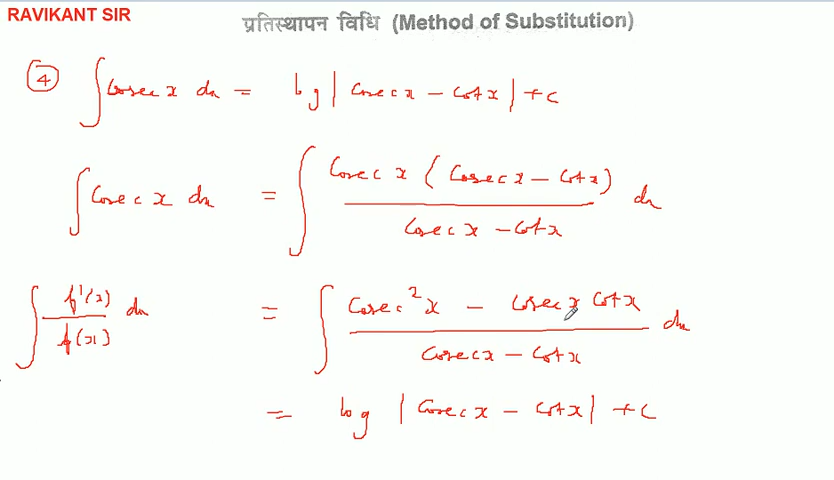 RAVIKANT SIR
प्रतिस्थापन विधि (Method of Substitution)
④ ∫ cosec x dx = log | cosec x − cot x | + c
∫ cosec x dx = ∫ cosec x ( cosec x − cot x ) / cosec x − cot x dx
∫ f'(x) / f(x) dx = ∫ cosec² x − cosec x cot x / cosec x − cot x dx
= log | cosec x − cot x | + c